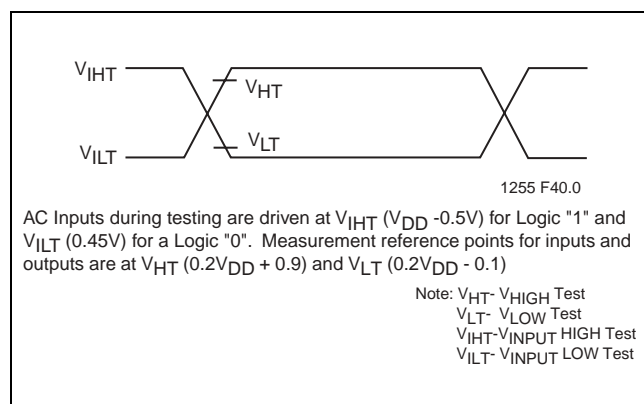 VIHT
VHT
VLT
VILT
1255 F40.0
AC Inputs during testing are driven at VIHT (VDD -0.5V) for Logic "1" and
VILT (0.45V) for a Logic "0".  Measurement reference points for inputs and
outputs are at VHT (0.2VDD + 0.9) and VLT (0.2VDD - 0.1)
Note: VHT- VHIGH Test
VLT- VLOW Test
VIHT-VINPUT HIGH Test
VILT- VINPUT LOW Test